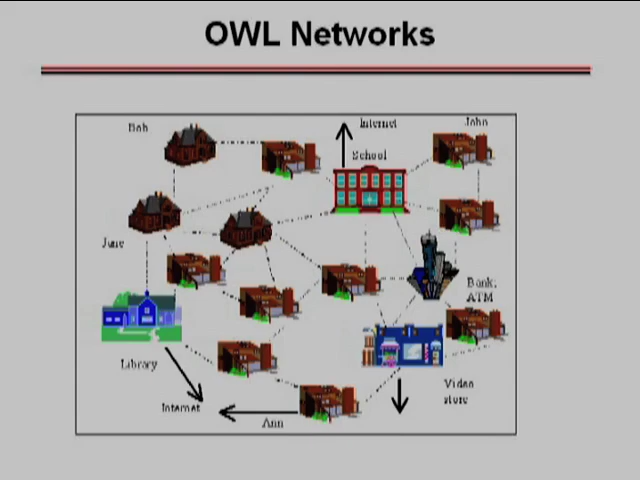 OWL Networks
Bob
Internet
John
School
June
Bank:
ATM
Library
Video
store
Internet
Ann